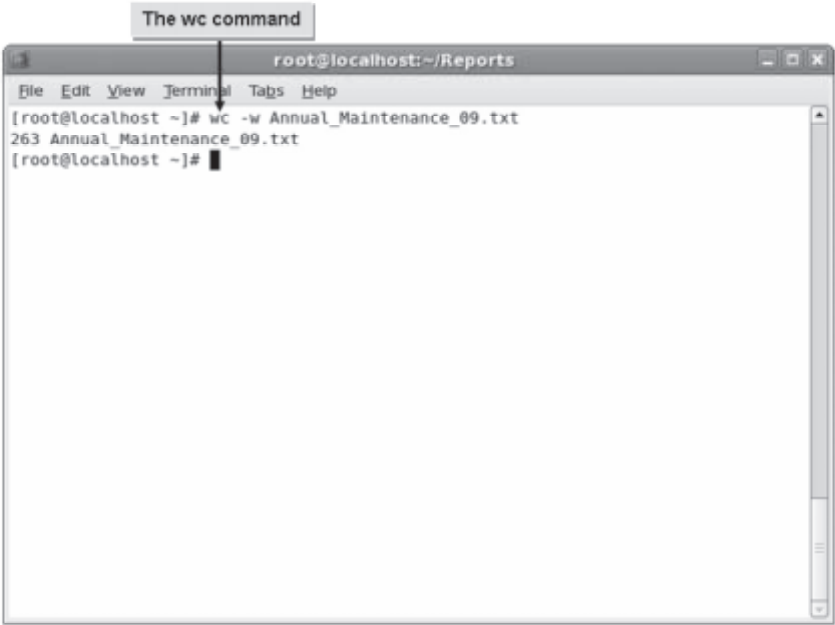 The wc command
root@localhost:~/Reports
File Edit View Terminal Tabs Help
[root@localhost ~]# wc -w Annual_Maintenance_09.txt
263 Annual_Maintenance_09.txt
[root@localhost ~]#